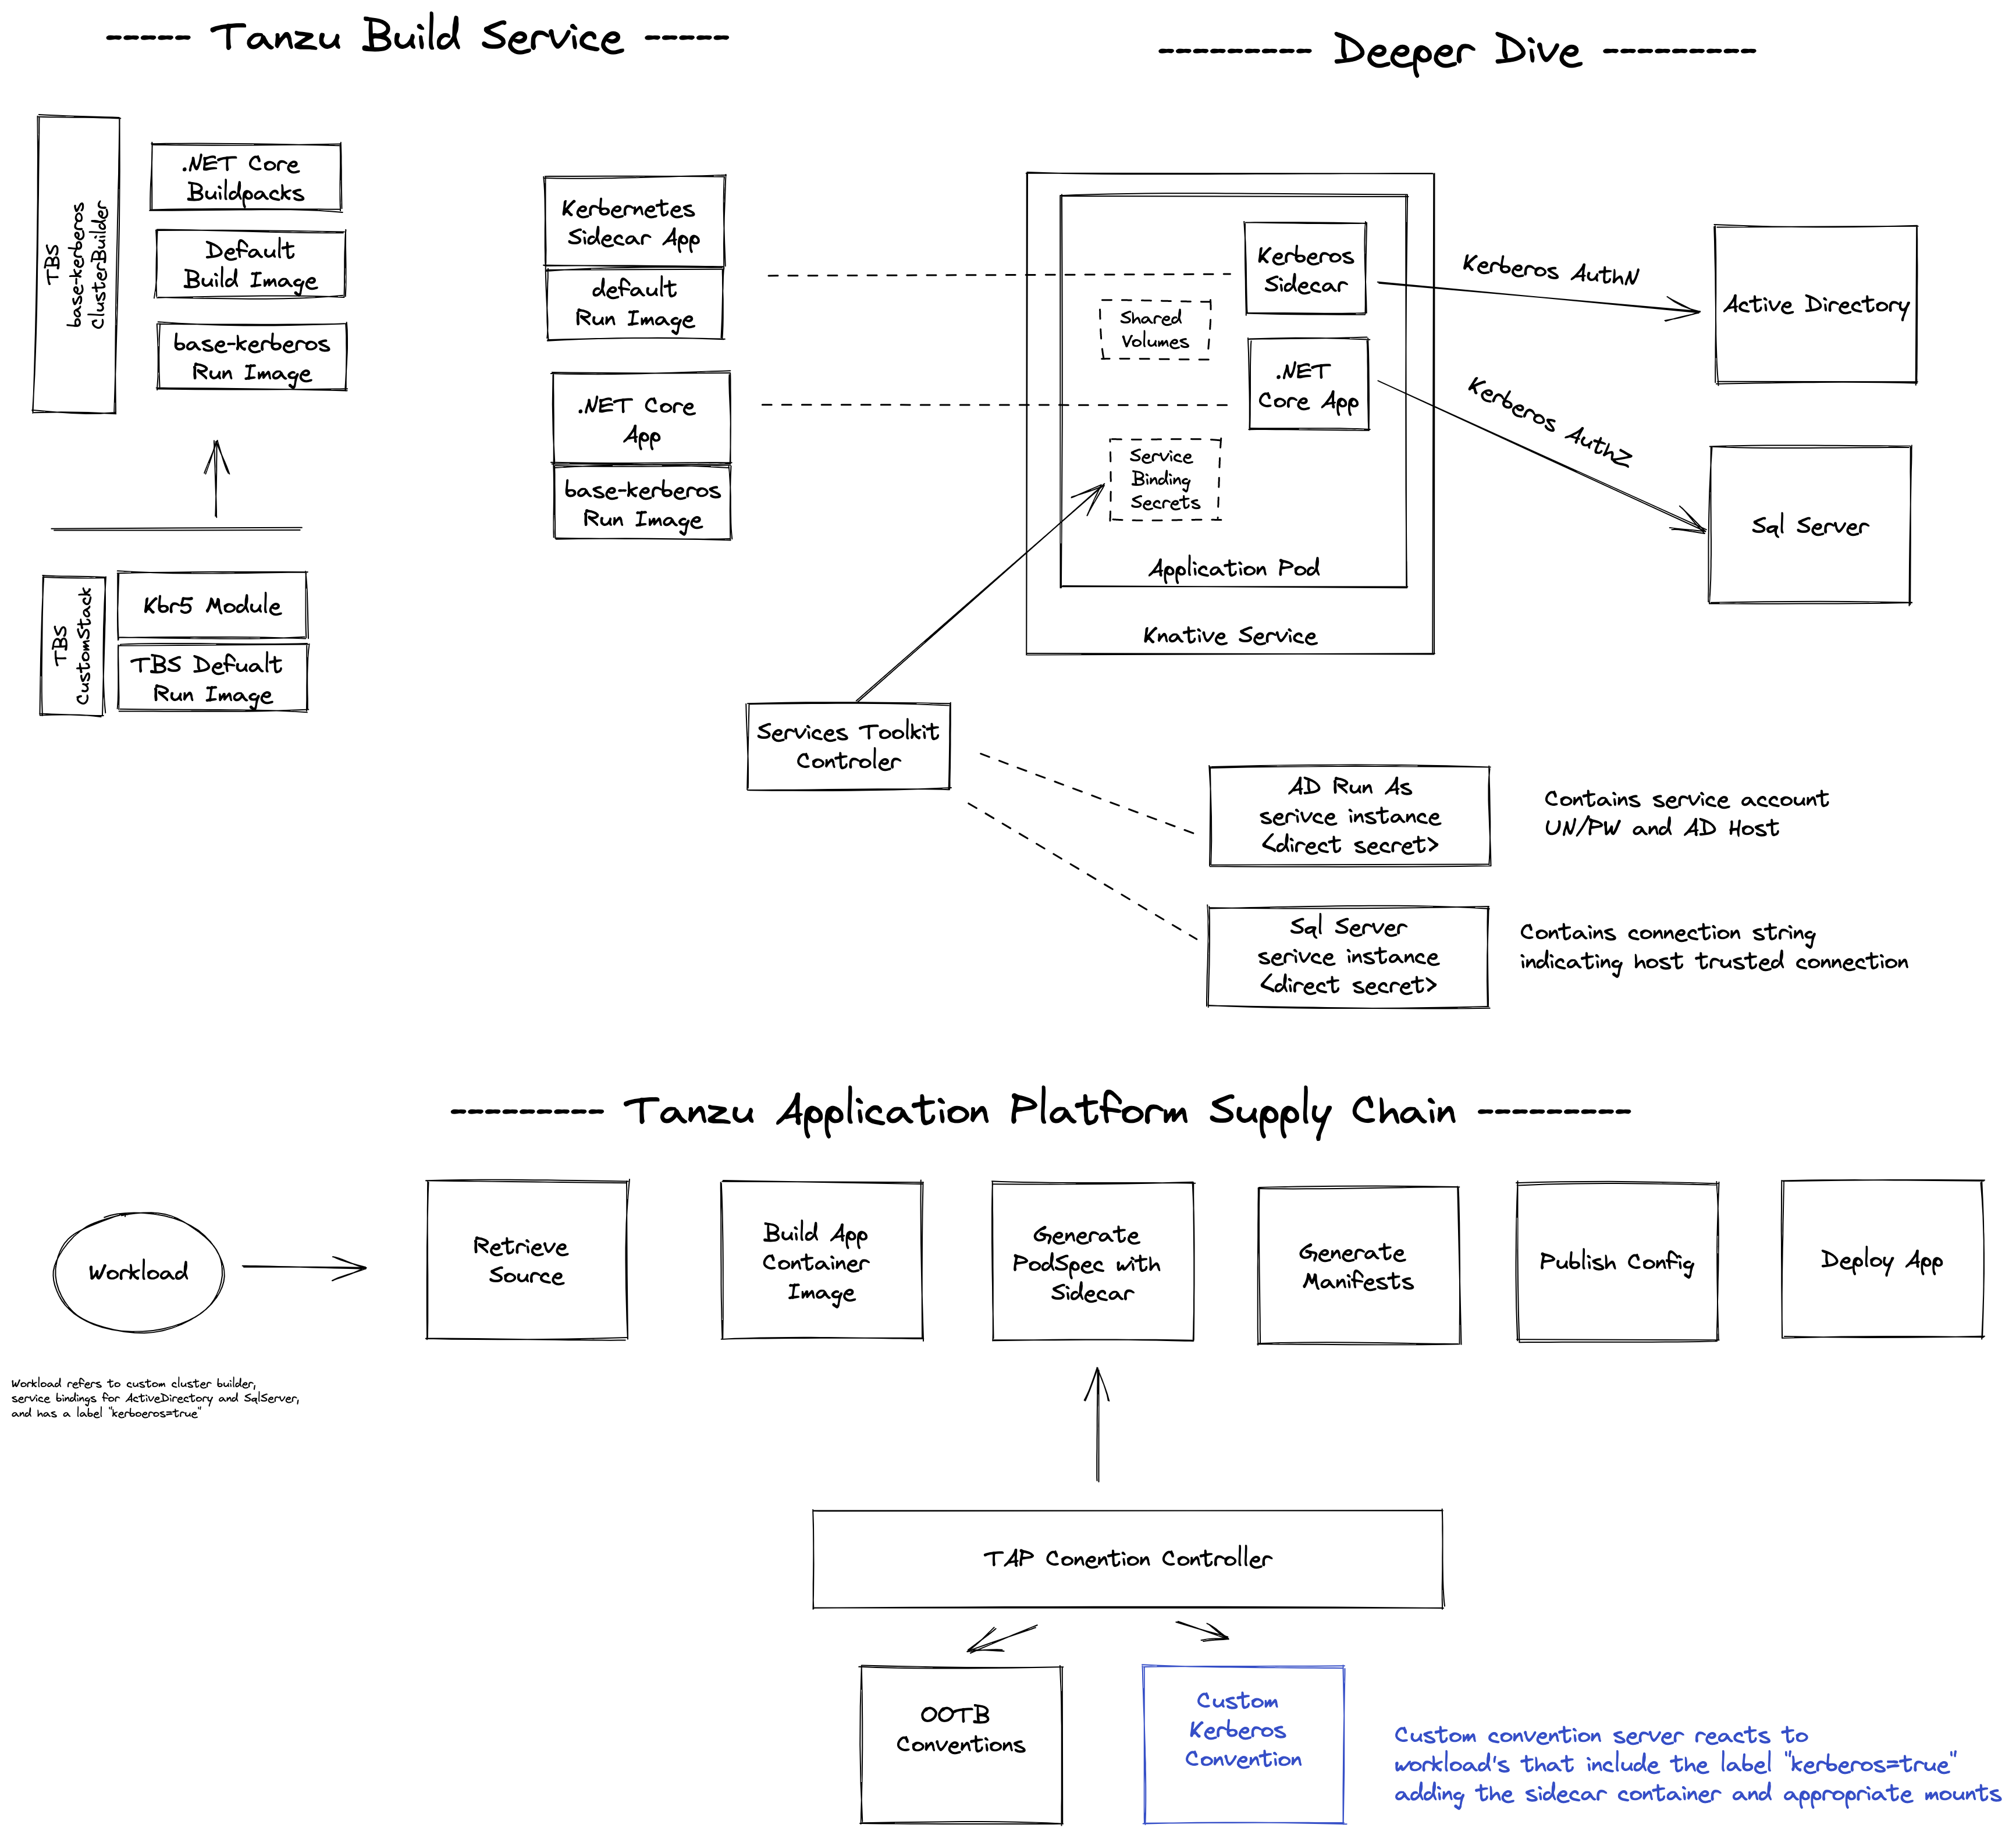 ----- Tanzu Build Service -----
TBS
base-kerberos
ClusterBuilder
.NET Core
Buildpacks
Default
Build Image
base-kerberos
Run Image
TBS
CustomStack
Kbr5 Module
TBS Defualt
Run Image
--------- Deeper Dive ---------
Kerbernetes
Sidecar App
default
Run Image
.NET Core
App
base-kerberos
Run Image
Kerberos
Sidecar
Shared
Volumes
.NET
Core App
Service
Binding
Secrets
Application Pod
Knative Service
Kerberos AuthN
Active Directory
Kerberos AuthZ
Sql Server
Services Toolkit
Controler
AD Run As
serivce instance
<direct secret>
Contains service account
UN/PW and AD Host
Sql Server
serivce instance
<direct secret>
Contains connection string
indicating host trusted connection
--------- Tanzu Application Platform Supply Chain ---------
Workload
Retrieve
Source
Build App
Container
Image
Generate
PodSpec with
Sidecar
Generate
Manifests
Publish Config
Deploy App
Workload refers to custom cluster builder,
service bindings for ActiveDirectory and SqlServer,
and has a label "kerboeros=true"
TAP Conention Controller
OOTB
Conventions
Custom
Kerberos
Convention
Custom convention server reacts to
workload's that include the label "kerberos=true"
adding the sidecar container and appropriate mounts